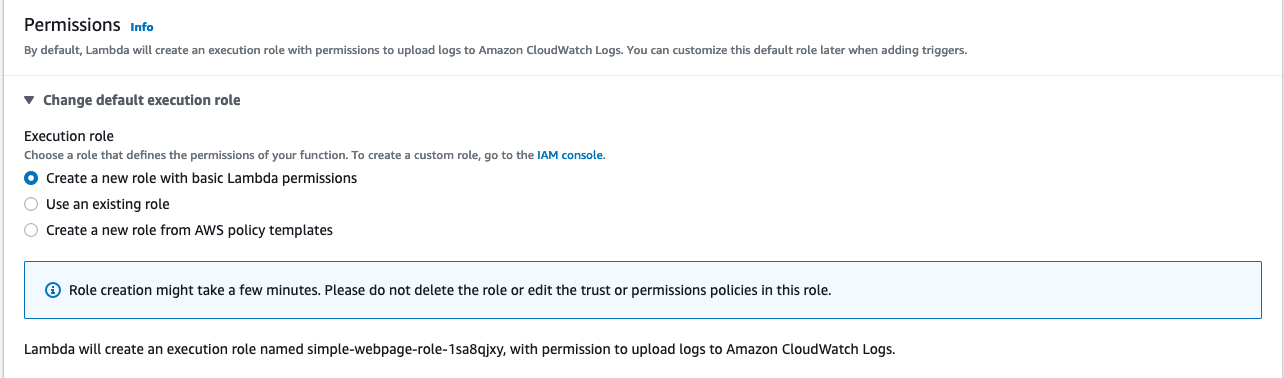 Permissions Info
By default, Lambda will create an execution role with permissions to upload logs to Amazon CloudWatch Logs. You can customize this default role later when adding triggers.
Change default execution role
Execution role
Choose a role that defines the permissions of your function. To create a custom role, go to the IAM console.
Create a new role with basic Lambda permissions
Use an existing role
Create a new role from AWS policy templates
Role creation might take a few minutes. Please do not delete the role or edit the trust or permissions policies in this role.
Lambda will create an execution role named simple-webpage-role-1sa8qjxy, with permission to upload logs to Amazon CloudWatch Logs.